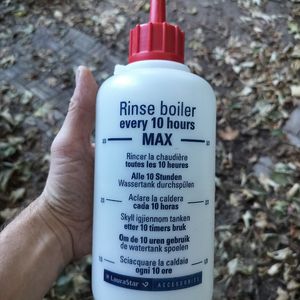 Rinse boiler
every 10 hours
MAX
Rincer la chaudière
toutes les 10 heures
Alle 10 Stunden
Wassertank durchspülen
Aclare la caldera
cada 10 horas
Skyll igjiennom tanken
etter 10 timers bruk
Om de 10 uren gebruik
de watertank spoelen
Sciacquare la caldaia
ogni 10 ore
LauraStar ACCESSORIES